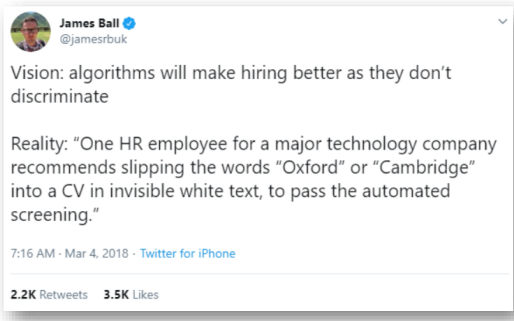 James Ball
@jamesrbuk
Vision: algorithms will make hiring better as they don't
discriminate
Reality: “One HR employee for a major technology company
recommends slipping the words “Oxford” or “Cambridge”
into a CV in invisible white text, to pass the automated
screening.”
7:16 AM · Mar 4, 2018 · Twitter for iPhone
2.2K Retweets 3.5K Likes